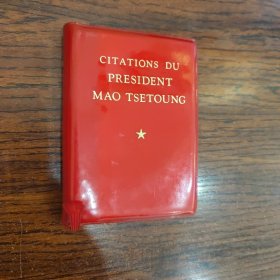 CITATIONS DU
PRESIDENT
MAO TSETOUNG